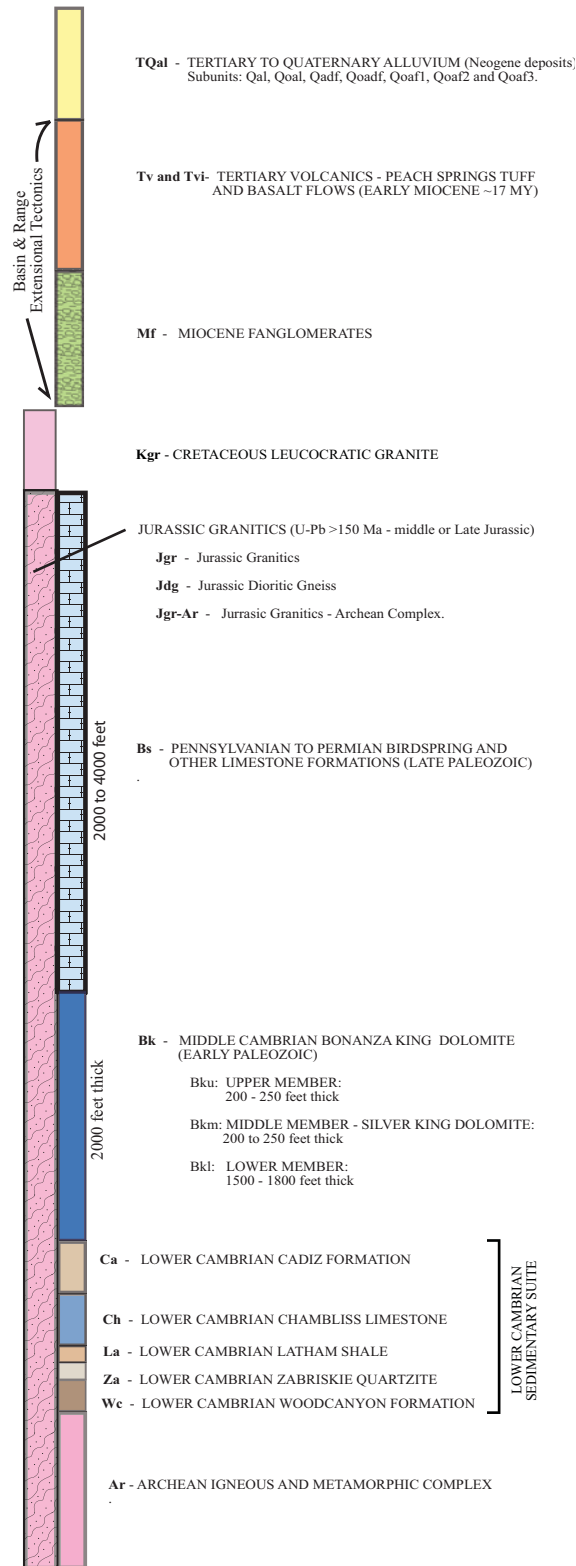 TQal - TERTIARY TO QUATERNARY ALLUVIUM (Neogene deposits)
Subunits: Qal, Qoal, Qadf, Qoadf, Qoaf1, Qoaf2 and Qoaf3.
Basin & Range
Extensional Tectonics
Tv and Tvi- TERTIARY VOLCANICS - PEACH SPRINGS TUFF
AND BASALT FLOWS (EARLY MIOCENE ~17 MY)
Mf - MIOCENE FANGLOMERATES
Kgr - CRETACEOUS LEUCOCRATIC GRANITE
JURASSIC GRANITICS (U-Pb >150 Ma - middle or Late Jurassic)
Jgr - Jurassic Granitics
Jdg - Jurassic Dioritic Gneiss
Jgr-Ar - Jurrasic Granitics - Archean Complex.
2000 to 4000 feet
Bs - PENNSYLVANIAN TO PERMIAN BIRDSPRING AND
OTHER LIMESTONE FORMATIONS (LATE PALEOZOIC)
.
2000 feet thick
Bk - MIDDLE CAMBRIAN BONANZA KING DOLOMITE
(EARLY PALEOZOIC)
Bku: UPPER MEMBER:
200 - 250 feet thick
Bkm: MIDDLE MEMBER - SILVER KING DOLOMITE:
200 to 250 feet thick
Bkl: LOWER MEMBER:
1500 - 1800 feet thick
Ca - LOWER CAMBRIAN CADIZ FORMATION
Ch - LOWER CAMBRIAN CHAMBLISS LIMESTONE
La - LOWER CAMBRIAN LATHAM SHALE
Za - LOWER CAMBRIAN ZABRISKIE QUARTZITE
Wc - LOWER CAMBRIAN WOODCANYON FORMATION
LOWER CAMBRIAN
SEDIMENTARY SUITE
Ar - ARCHEAN IGNEOUS AND METAMORPHIC COMPLEX
.